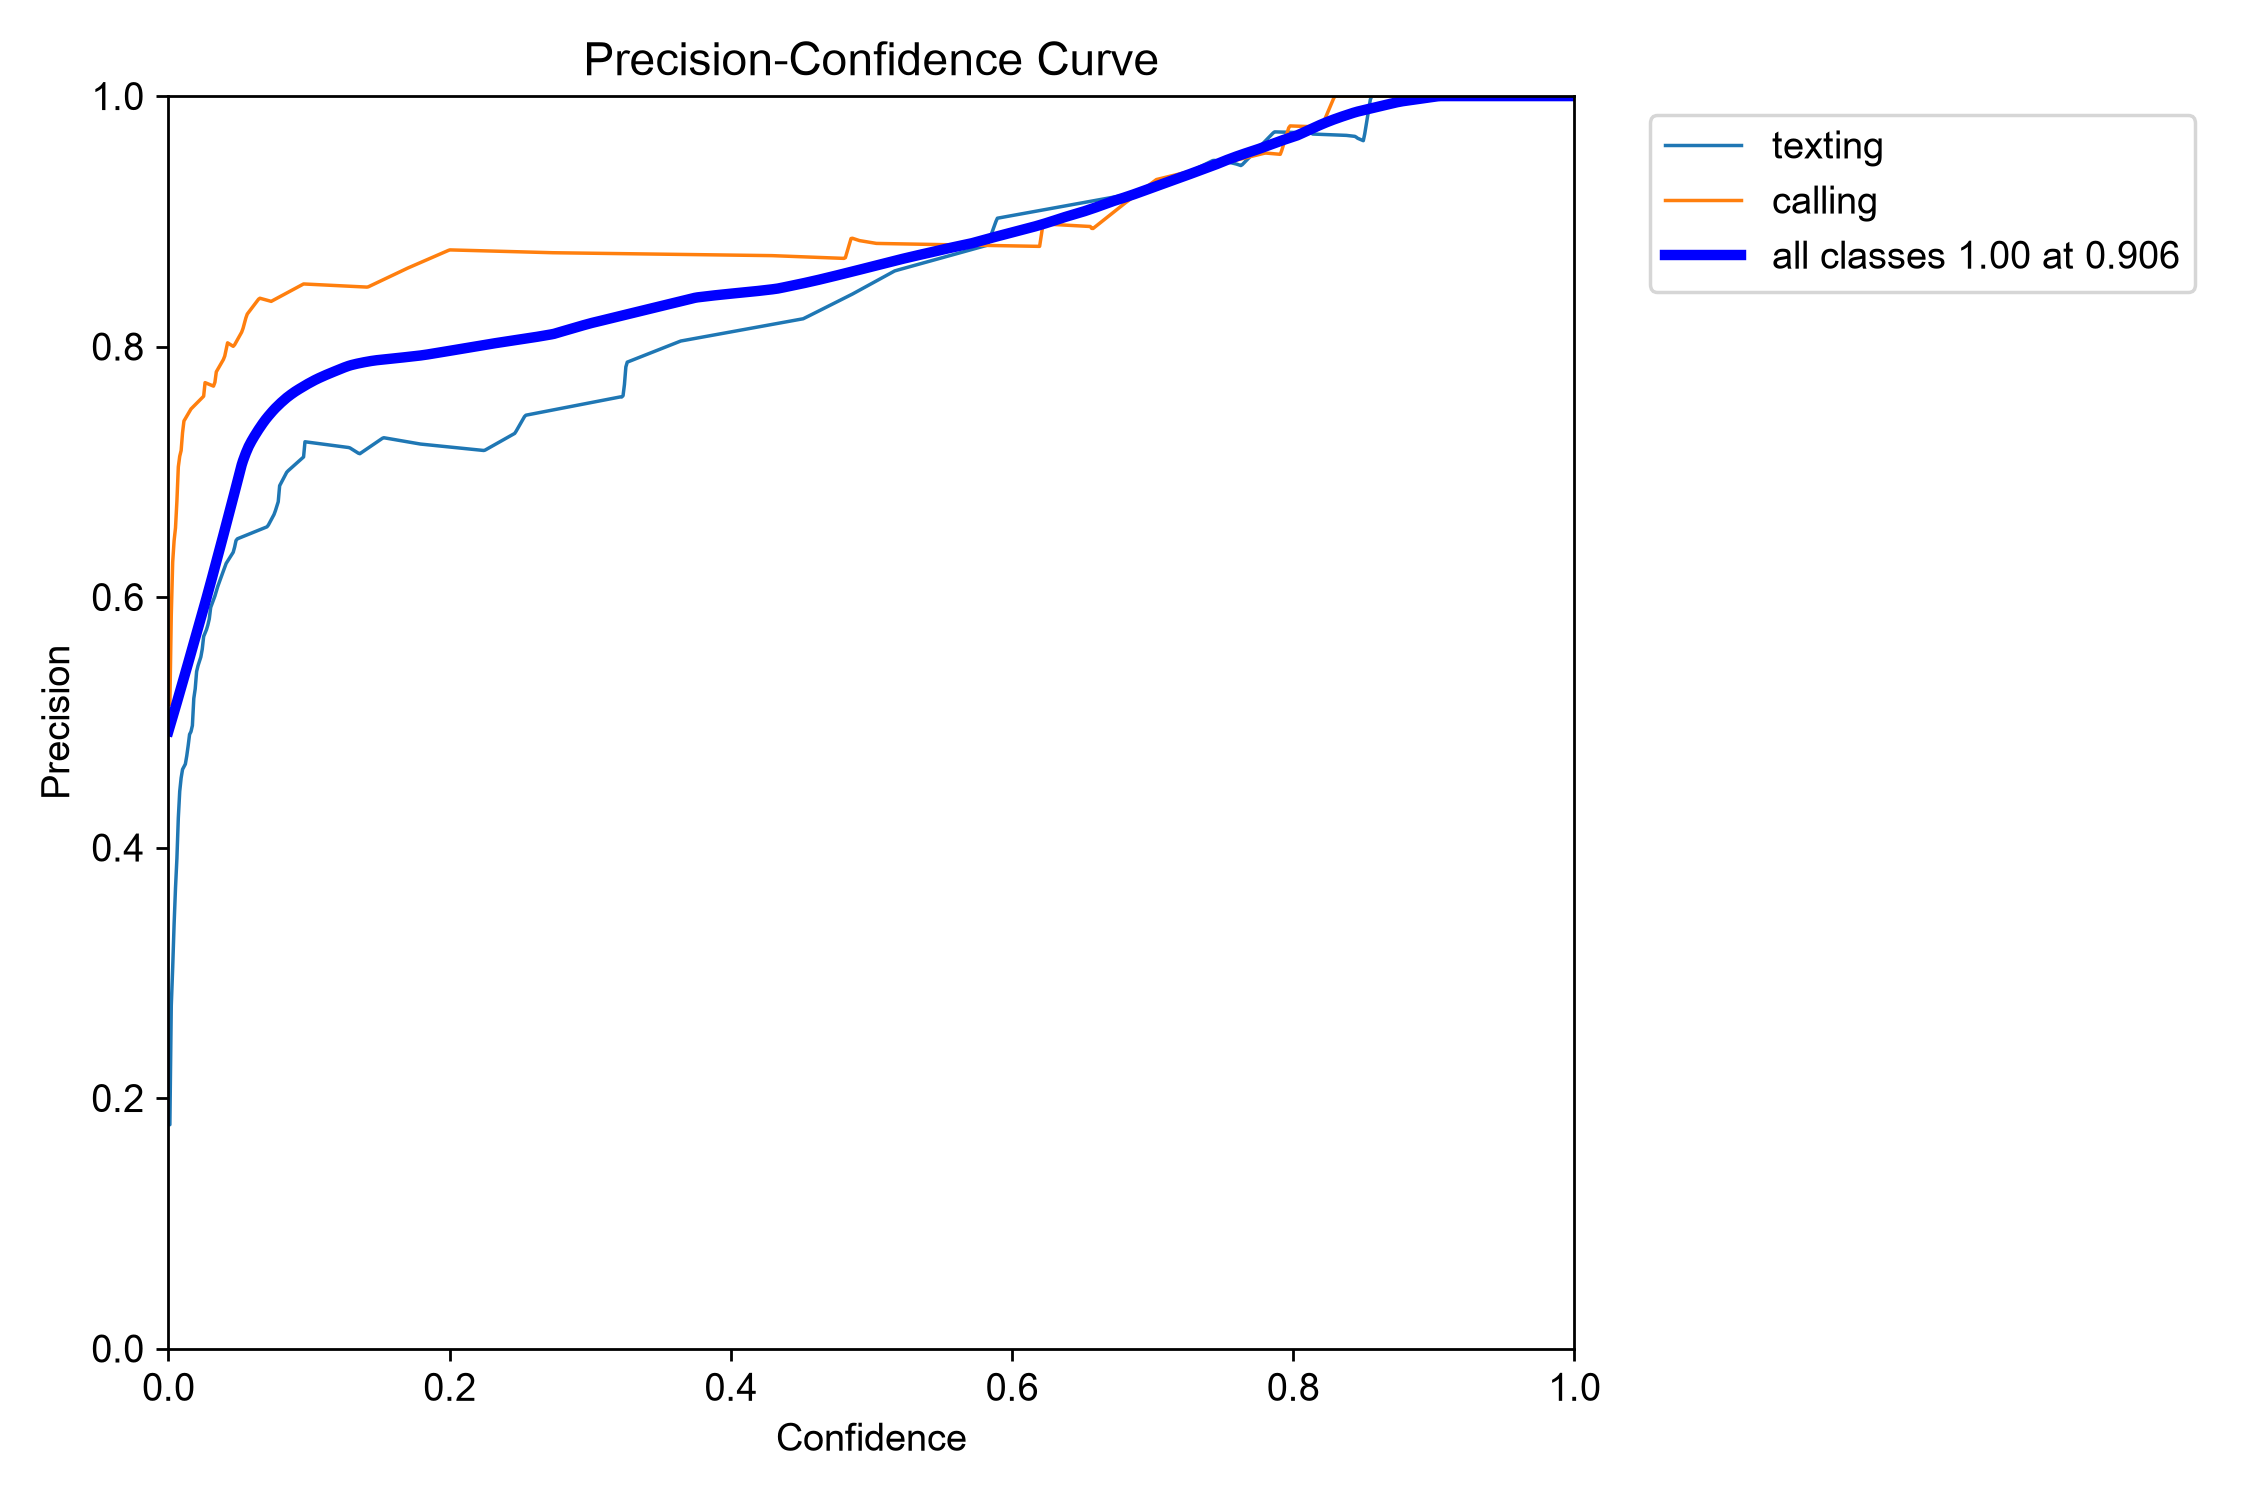 Precision-Confidence Curve
1.0
0.8
0.6
0.4
0.2
0.0
Precision
0.0 0.2 0.4 0.6 0.8 1.0
Confidence
texting
calling
all classes 1.00 at 0.906